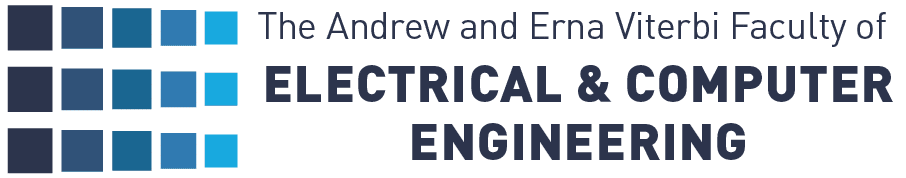 The Andrew and Erna Viterbi Faculty of
ELECTRICAL & COMPUTER
ENGINEERING